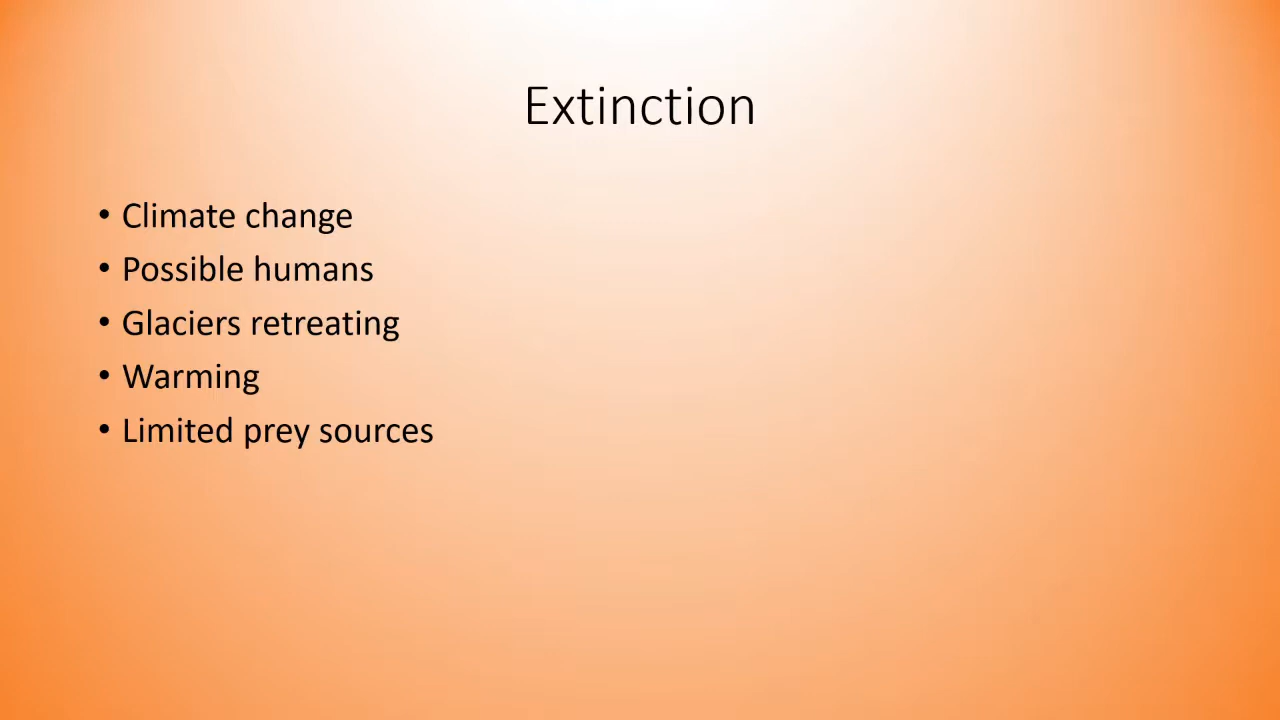 Extinction
• Climate change
• Possible humans
• Glaciers retreating
• Warming
• Limited prey sources